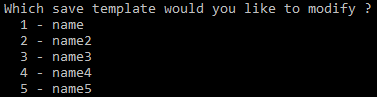 Which save template would you like to modify ?
1 - name
2 - name2
3 - name3
4 - name4
5 - name5